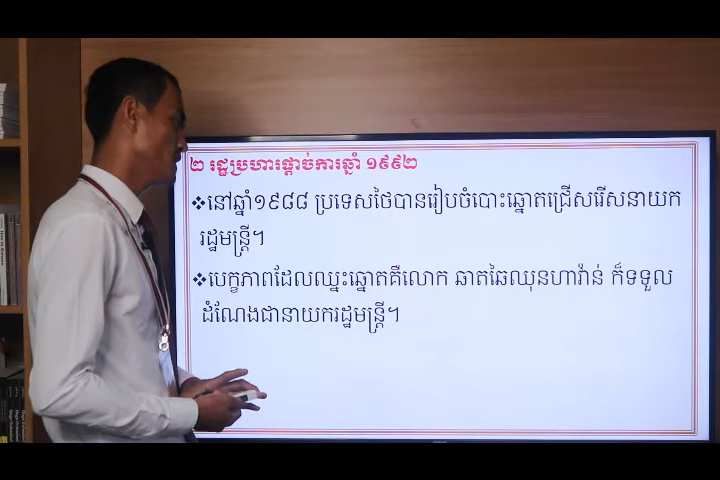 ២ រដ្ឋប្រហារផ្ដាច់ការឆ្នាំ ១៩៩២
❖នៅឆ្នាំ១៩៨៨ ប្រទេសថៃបានរៀបចំបោះឆ្នោតជ្រើសរើសនាយក
រដ្ឋមន្ត្រី។
❖បេក្ខភាពដែលឈ្នះឆ្នោតគឺលោក ឆាតឆៃឈុនហាវ៉ាន់ ក៏ទទួល
ដំណែងជានាយករដ្ឋមន្ត្រី។